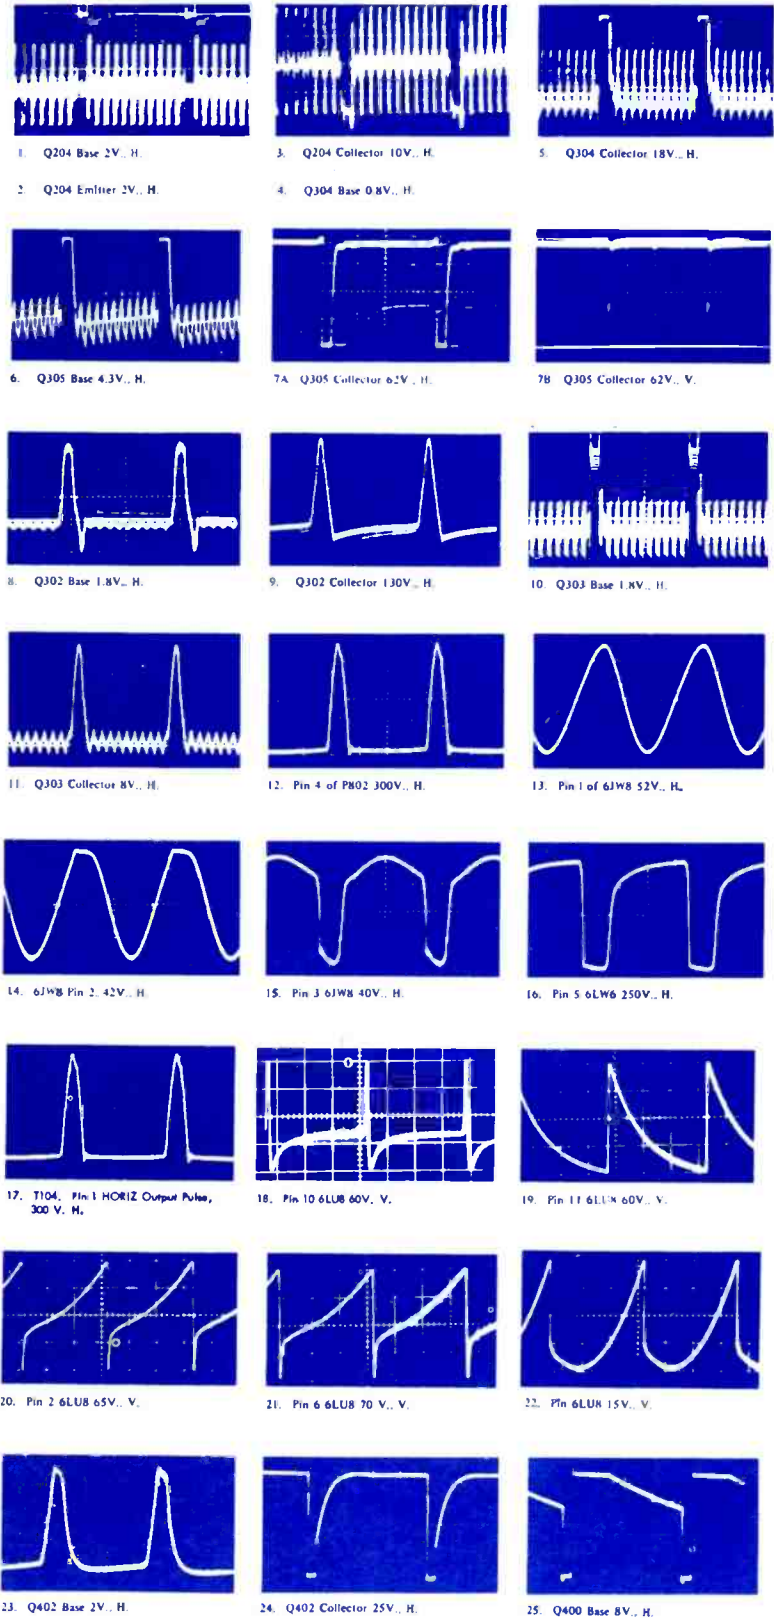 1. Q204 Base 2V., H.
3. Q204 Collector 10V., H.
5. Q304 Collector 18V., H.
2. Q204 Emitter 2V., H.
4. Q304 Base 0.8V., H.
6. Q305 Base 4.3V., H.
7A Q305 Collector 62V., H.
7B Q305 Collector 62V., V.
8. Q302 Base 1.8V., H.
9. Q302 Collector 130V., H.
10. Q303 Base 1.8V., H.
11. Q303 Collector 8V., H.
12. Pin 4 of P802 300V., H.
13. Pin 1 of 6JW8 52V., H.
14. 6JW8 Pin 2. 42V., H.
15. Pin 3 6JW8 40V., H.
16. Pin 5 6LW6 250V., H.
17. T104. Pin 1 HORIZ Output Pulse,
300 V. H.
18. Pin 10 6LU8 60V. V.
19. Pin 11 6LU8 60V., V.
20. Pin 2 6LU8 65V., V.
21. Pin 6 6LU8 70 V., V.
22. Pin 6LU8 15V., V.
23. Q402 Base 2V., H.
24. Q402 Collector 25V., H.
25. Q400 Base 8V., H.